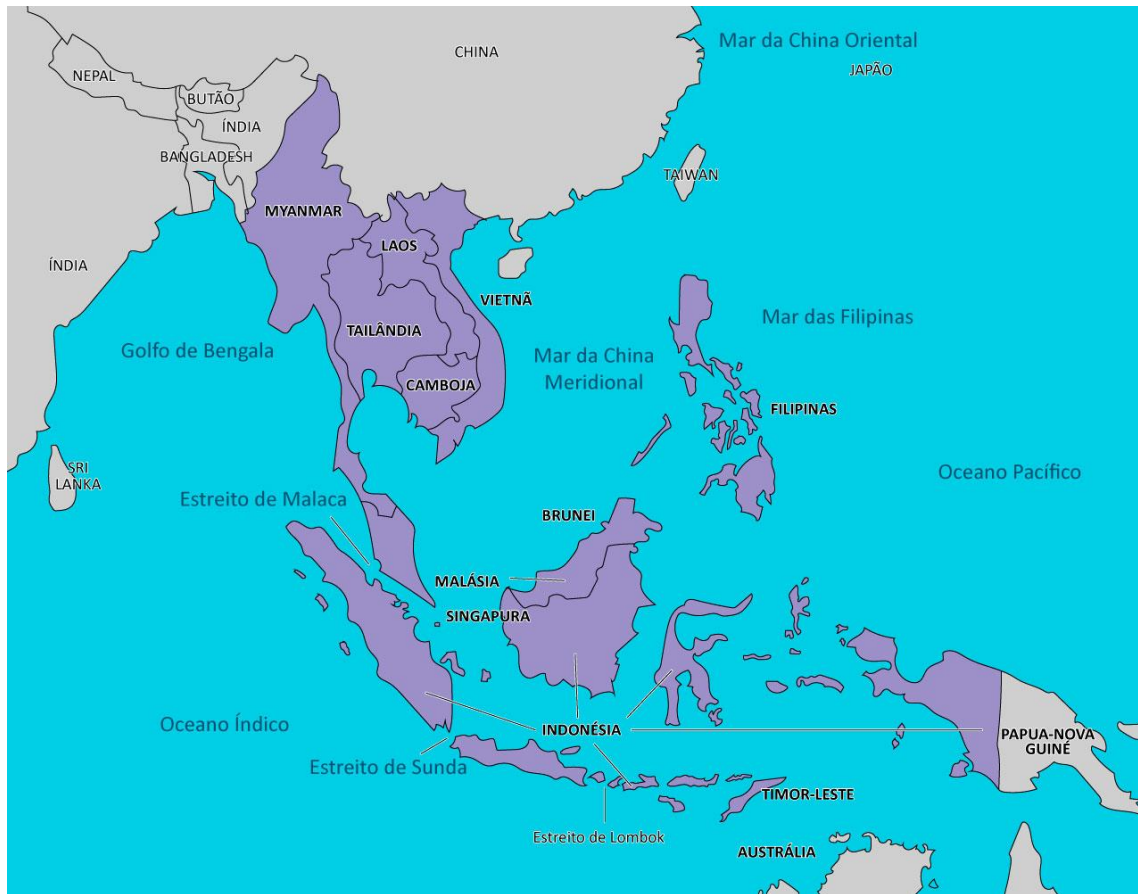 Mar da China Oriental
CHINA
JAPÃO
NEPAL
BUTÃO
ÍNDIA
BANGLADESH
TAIWAN
MYANMAR
LAOS
ÍNDIA
VIETNÃ
TAILÂNDIA
Mar das Filipinas
Golfo de Bengala
Mar da China
Meridional
CAMBOJA
FILIPINAS
SRI
LANKA
Oceano Pacífico
Estreito de Malaca
BRUNEI
MALÁSIA
SINGAPURA
Oceano Índico
INDONÉSIA
PAPUA-NOVA
GUINÉ
Estreito de Sunda
TIMOR-LESTE
Estreito de Lombok
AUSTRÁLIA